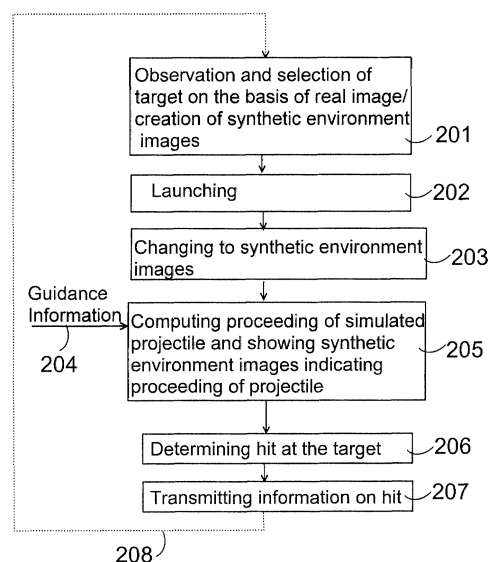 Observation and selection of
target on the basis of real image/
creation of synthetic environment
images
201
Launching
202
Changing to synthetic environment
images
203
Guidance
Information
204
Computing proceeding of simulated
projectile and showing synthetic
environment images indicating
proceeding of projectile
205
Determining hit at the target
206
Transmitting information on hit
207
208